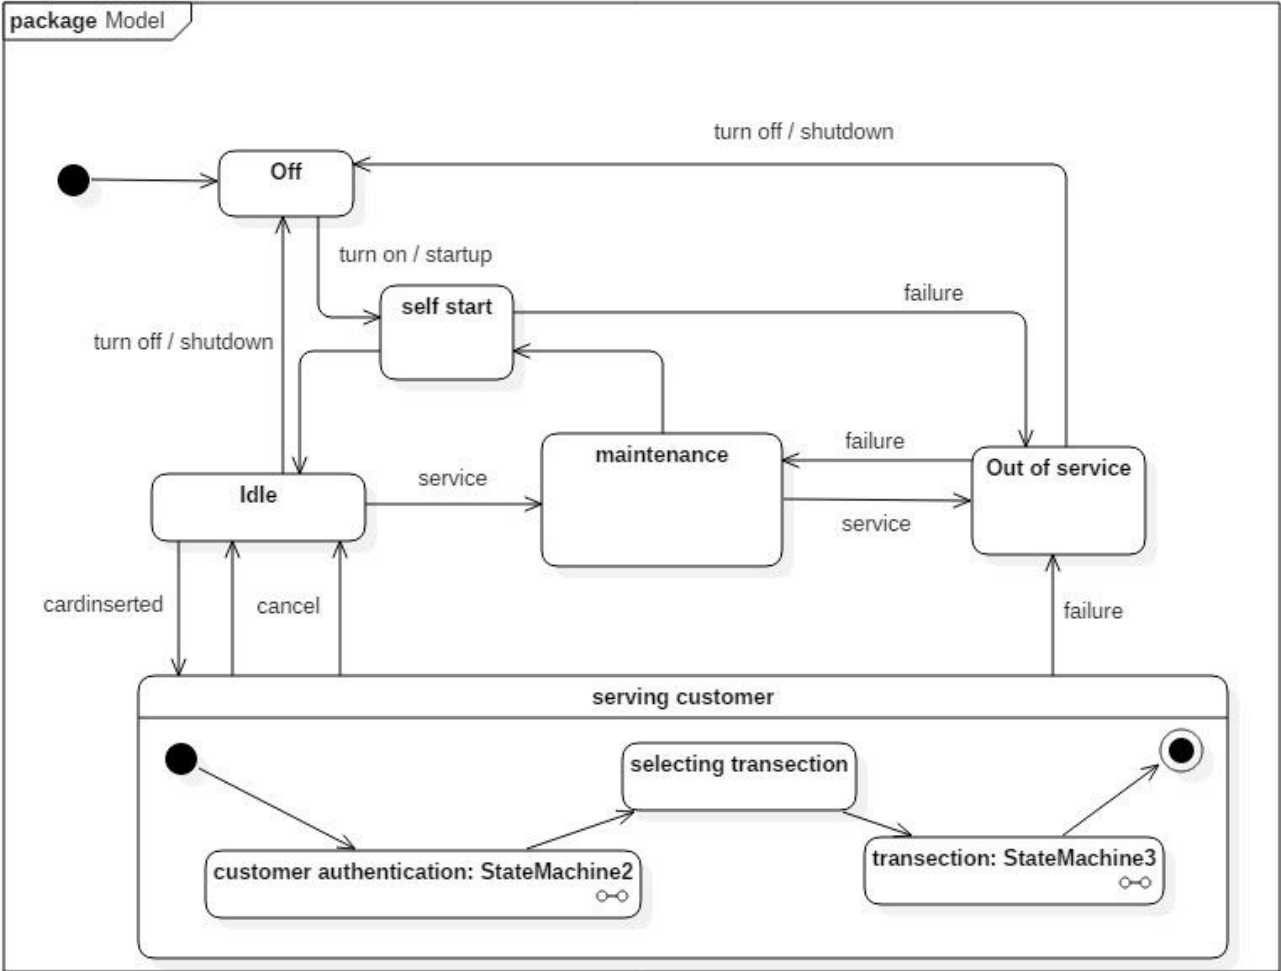 package Model
turn off / shutdown
Off
turn on / startup
failure
self start
turn off / shutdown
failure
maintenance
Out of service
service
Idle
service
cardinserted
cancel
failure
serving customer
selecting transection
customer authentication: StateMachine2
transection: StateMachine3